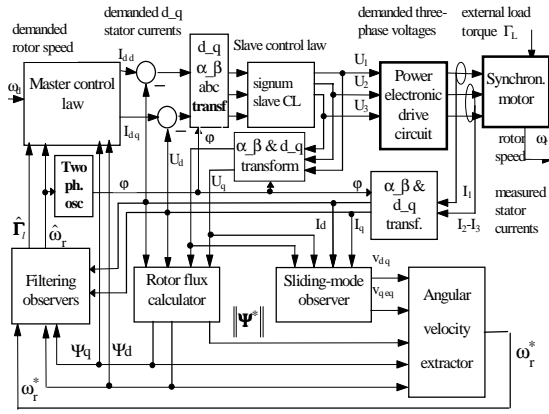 demanded rotor speed
demanded d_q stator currents
demanded three-phase voltages
external load torque Γ_L
ω_d
Master control law
I_dd
I_dq
d_q
α_β
abc
transf
Slave control law
signum slave CL
U_1
U_2
U_3
Power electronic drive circuit
Synchron. motor
rotor speed
ω_r
Two ph. osc
φ
U_d
U_q
φ
α_β & d_q transform
φ
α_β & d_q transf.
I_1
I_2-I_3
measured stator currents
I_d
I_q
Γ̂_l
ω̂_r
Filtering observers
Rotor flux calculator
Sliding-mode observer
v_dq
v_qeq
Angular velocity extractor
‖Ψ*‖
Ψq
Ψd
ω_r*
ω_r*